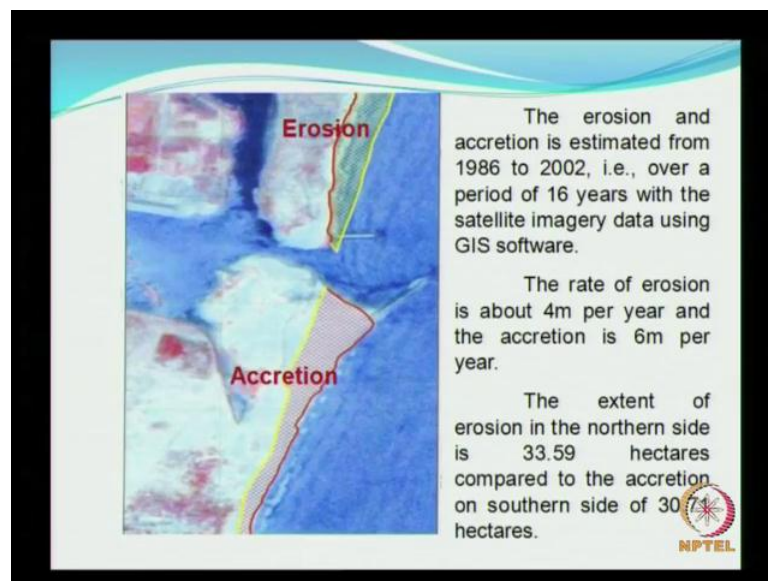 Erosion
Accretion
The erosion and
accretion is estimated from
1986 to 2002, i.e., over a
period of 16 years with the
satellite imagery data using
GIS software.
The rate of erosion
is about 4m per year and
the accretion is 6m per
year.
The extent of
erosion in the northern side
is 33.59 hectares
compared to the accretion
on southern side of 30.71
hectares.
NPTEL